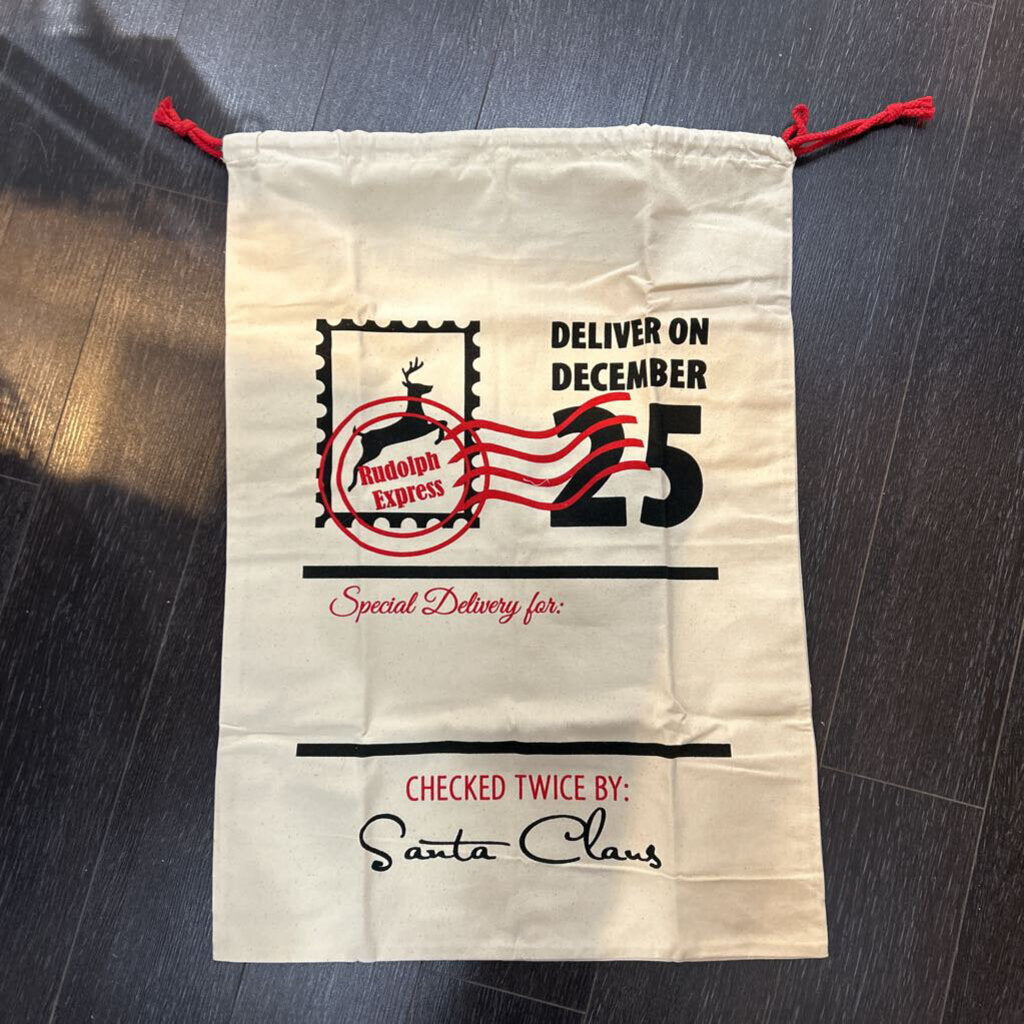 DELIVER ON
DECEMBER
25
Rudolph
Express
Special Delivery for:
CHECKED TWICE BY:
Santa Claus